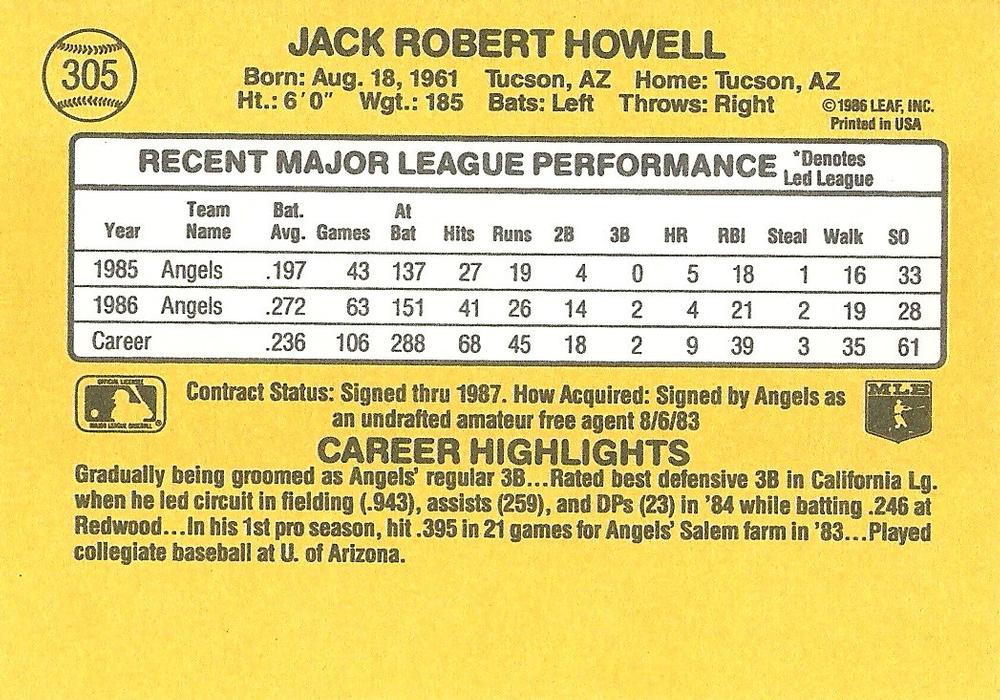 305
JACK ROBERT HOWELL
Born: Aug. 18, 1961 Tucson, AZ Home: Tucson, AZ
Ht.: 6'0" Wgt.: 185 Bats: Left Throws: Right
©1986 LEAF, INC.
Printed in USA
RECENT MAJOR LEAGUE PERFORMANCE *Denotes Led League
Year Team Name Bat. Avg. Games At Bat Hits Runs 2B 3B HR RBI Steal Walk SO
1985 Angels .197 43 137 27 19 4 0 5 18 1 16 33
1986 Angels .272 63 151 41 26 14 2 4 21 2 19 28
Career .236 106 288 68 45 18 2 9 39 3 35 61
OFFICIAL LICENSEE
MAJOR LEAGUE BASEBALL
Contract Status: Signed thru 1987. How Acquired: Signed by Angels as
an undrafted amateur free agent 8/6/83
MLB
CAREER HIGHLIGHTS
Gradually being groomed as Angels' regular 3B...Rated best defensive 3B in California Lg.
when he led circuit in fielding (.943), assists (259), and DPs (23) in '84 while batting .246 at
Redwood...In his 1st pro season, hit .395 in 21 games for Angels' Salem farm in '83...Played
collegiate baseball at U. of Arizona.